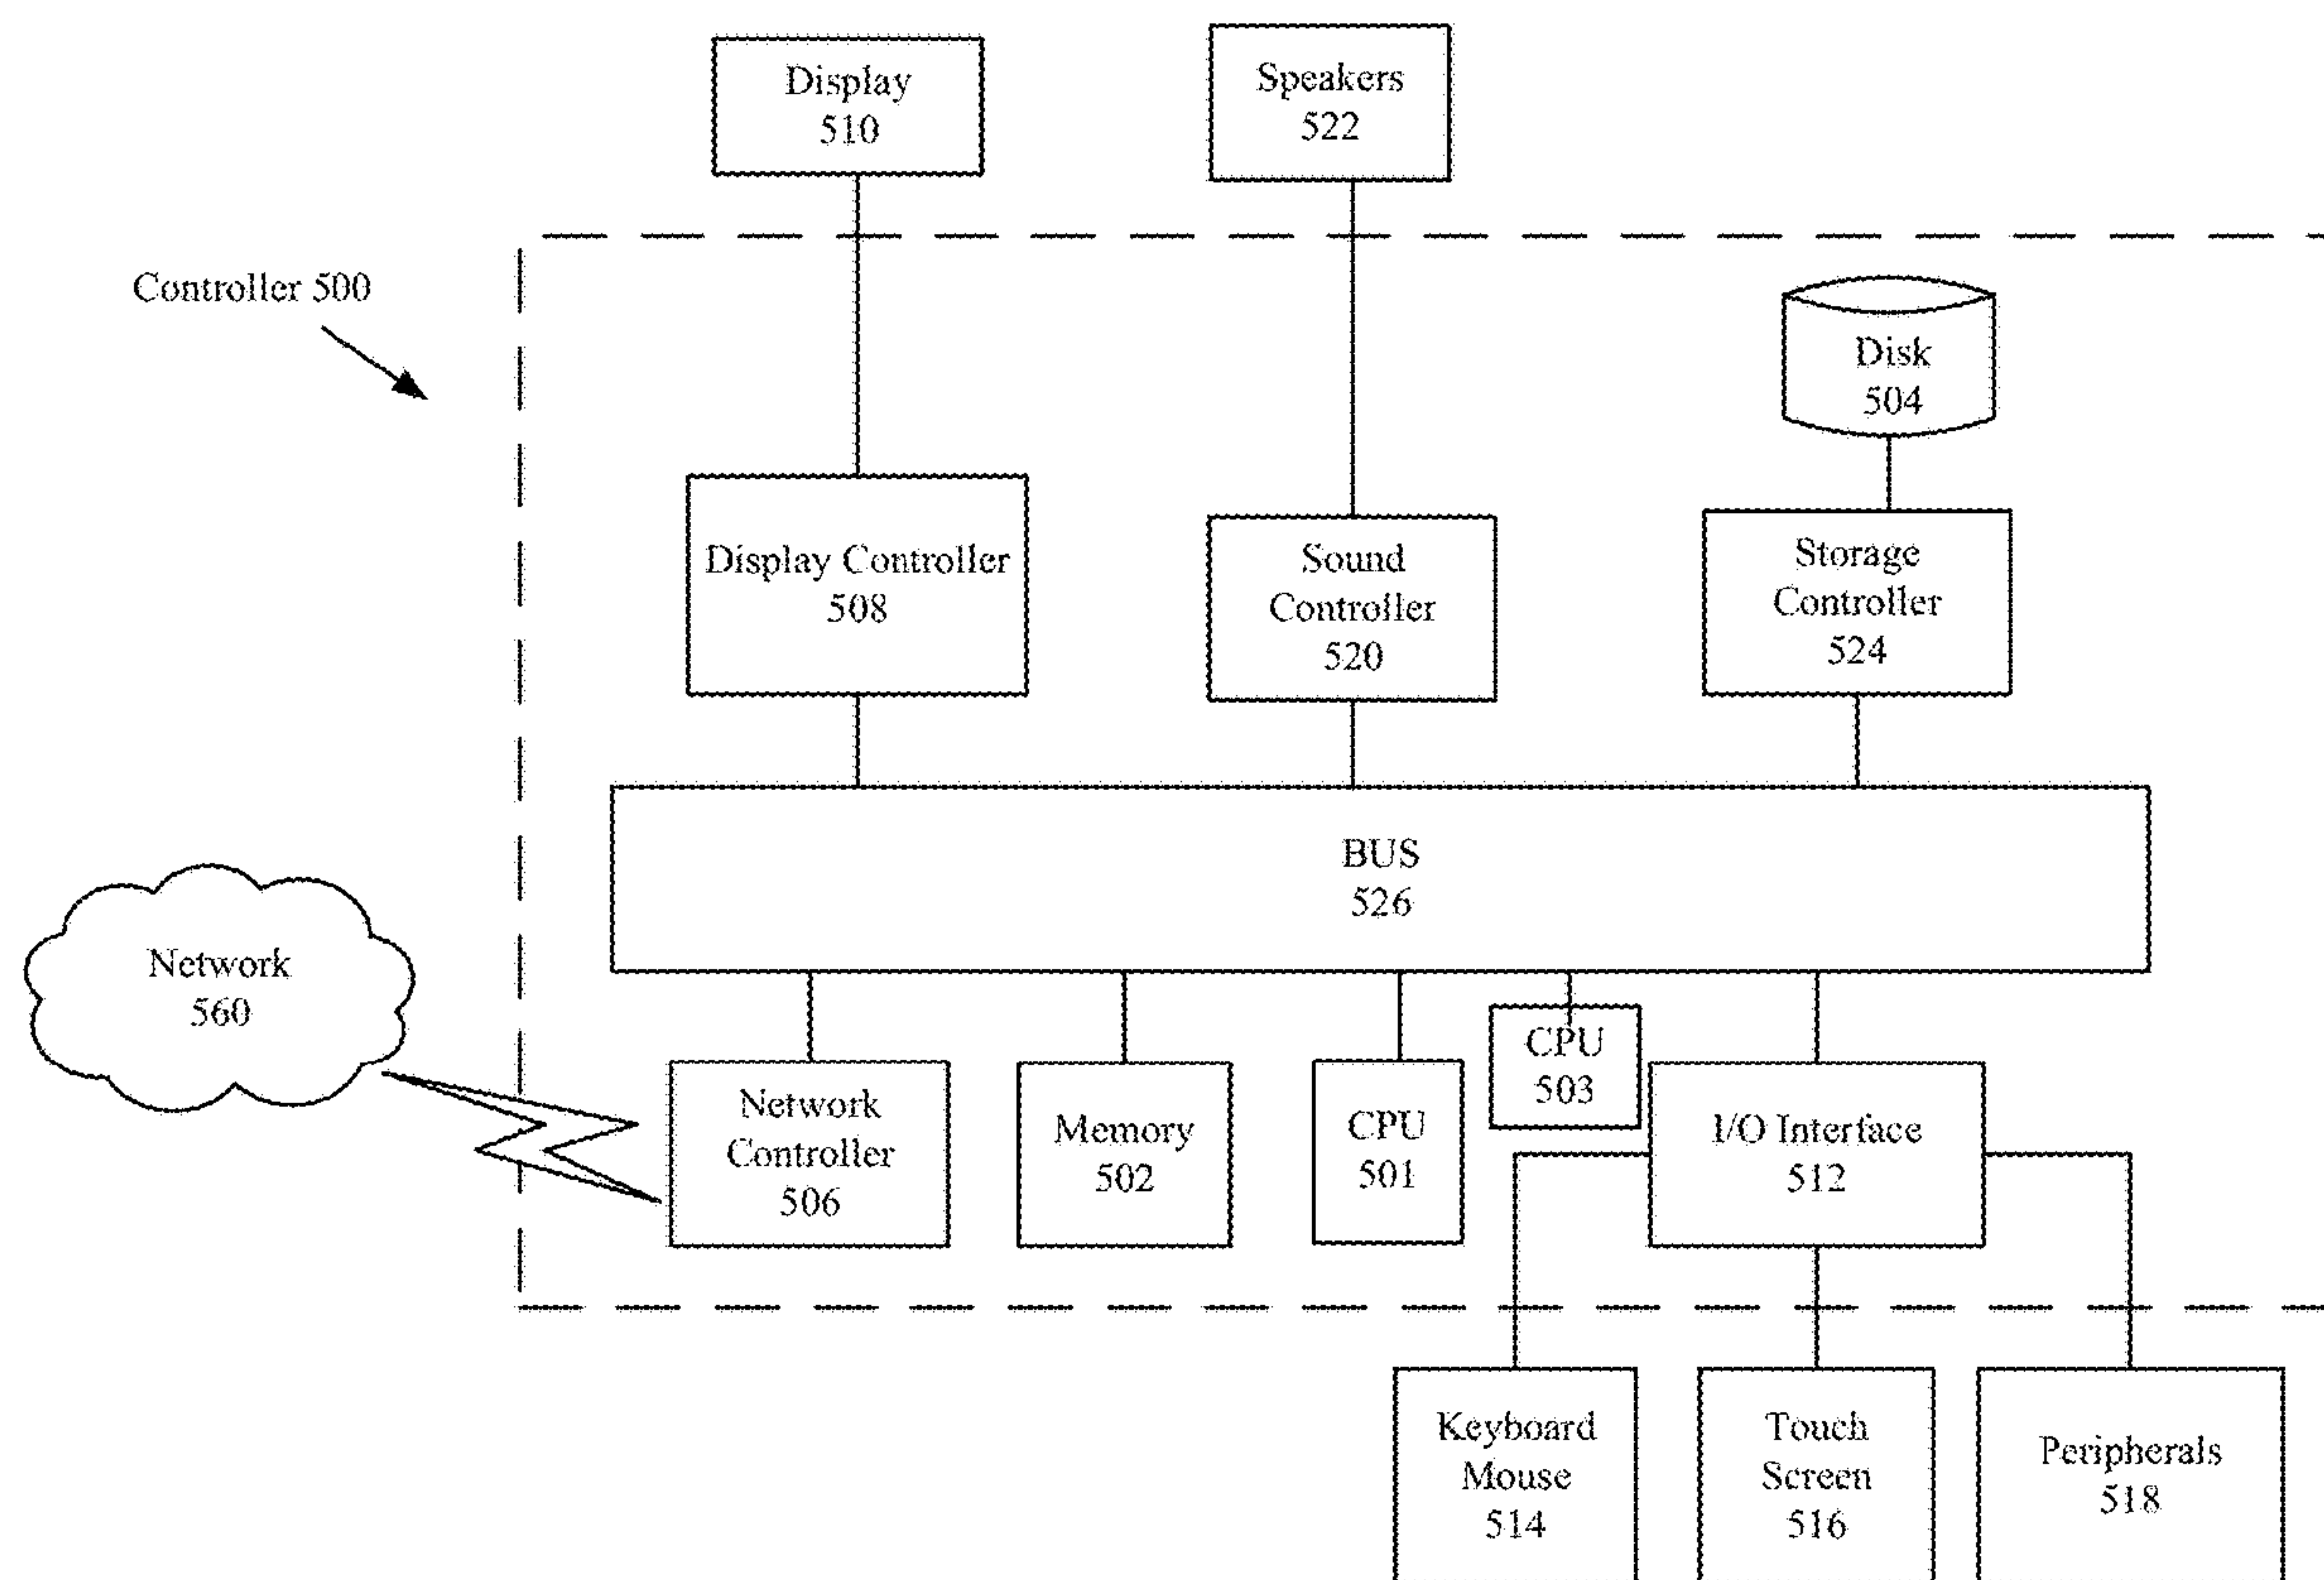 Display
510
Speakers
522
Controller 500
Disk
504
Display Controller
508
Sound
Controller
520
Storage
Controller
524
BUS
526
Network
560
Network
Controller
506
Memory
502
CPU
501
CPU
503
I/O Interface
512
Keyboard
Mouse
514
Touch
Screen
516
Peripherals
518